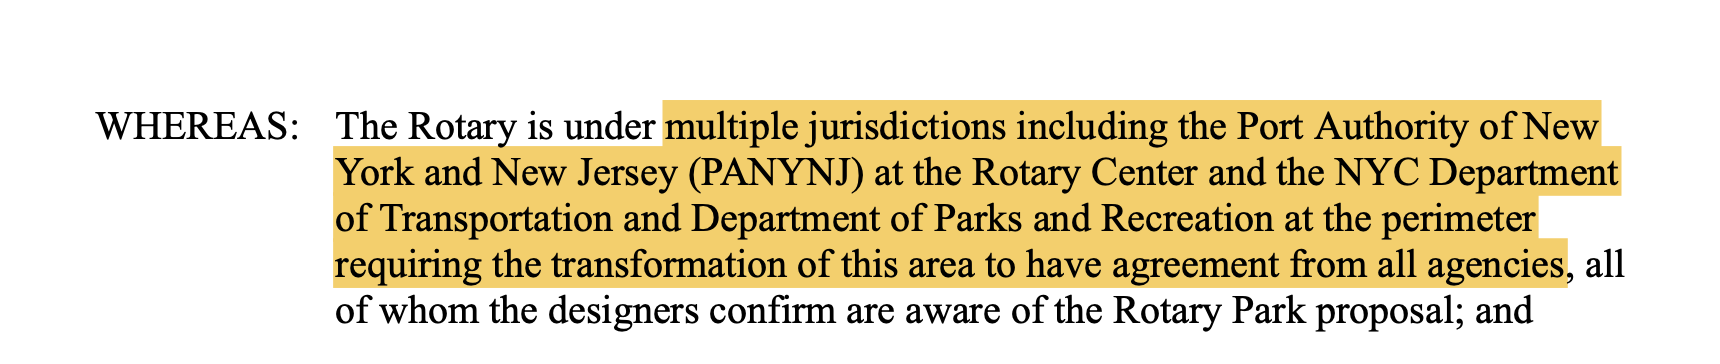 WHEREAS: The Rotary is under multiple jurisdictions including the Port Authority of New
York and New Jersey (PANYNJ) at the Rotary Center and the NYC Department
of Transportation and Department of Parks and Recreation at the perimeter
requiring the transformation of this area to have agreement from all agencies, all
of whom the designers confirm are aware of the Rotary Park proposal; and